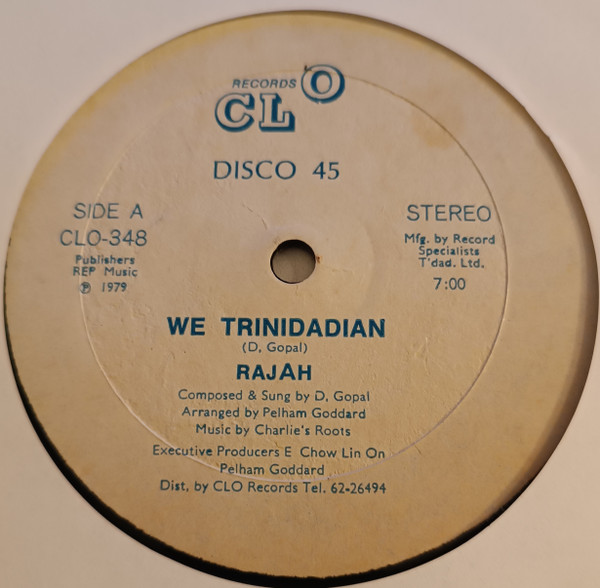 RECORDS
CLO
DISCO 45
SIDE A
CLO-348
Publishers
REP Music
℗ 1979
STEREO
Mfg. by Record
Specialists
T'dad. Ltd.
7:00
WE TRINIDADIAN
(D, Gopal)
RAJAH
Composed & Sung by D, Gopal
Arranged by Pelham Goddard
Music by Charlie's Roots
Executive Producers E Chow Lin On
Pelham Goddard
Dist, by CLO Records Tel. 62-26494